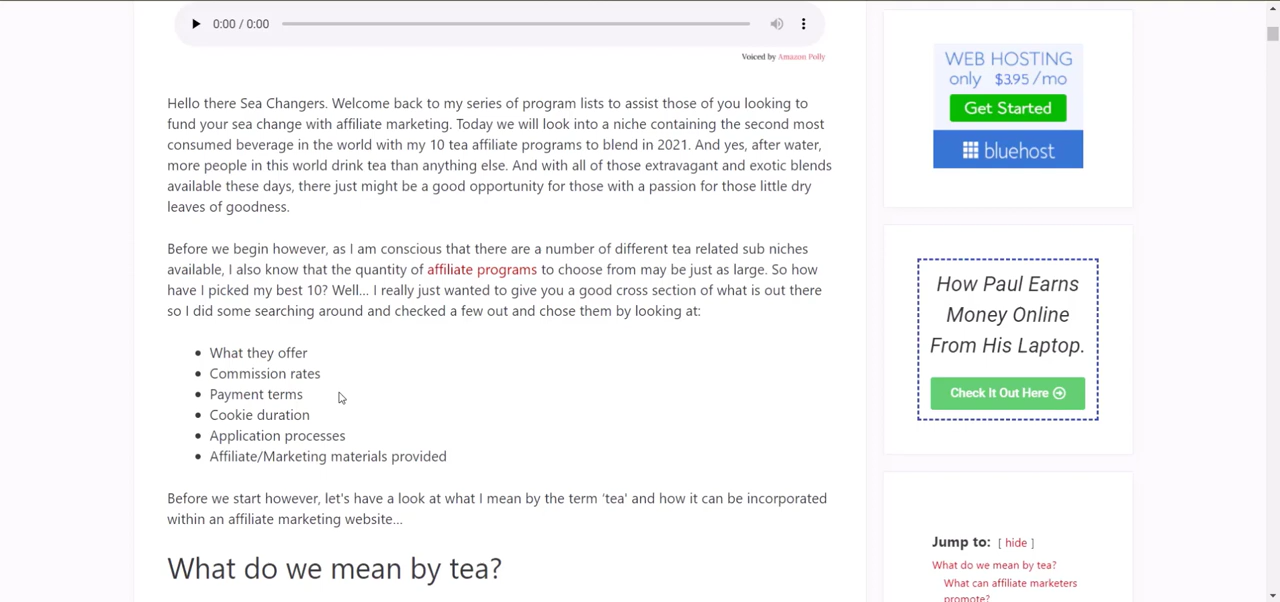 0:00 / 0:00
Voiced by Amazon Polly
Hello there Sea Changers. Welcome back to my series of program lists to assist those of you looking to
fund your sea change with affiliate marketing. Today we will look into a niche containing the second most
consumed beverage in the world with my 10 tea affiliate programs to blend in 2021. And yes, after water,
more people in this world drink tea than anything else. And with all of those extravagant and exotic blends
available these days, there just might be a good opportunity for those with a passion for those little dry
leaves of goodness.
Before we begin however, as I am conscious that there are a number of different tea related sub niches
available, I also know that the quantity of affiliate programs to choose from may be just as large. So how
have I picked my best 10? Well... I really just wanted to give you a good cross section of what is out there
so I did some searching around and checked a few out and chose them by looking at:
• What they offer
• Commission rates
• Payment terms
• Cookie duration
• Application processes
• Affiliate/Marketing materials provided
Before we start however, let's have a look at what I mean by the term 'tea' and how it can be incorporated
within an affiliate marketing website...
What do we mean by tea?
WEB HOSTING
only $3.95/mo
Get Started
bluehost
How Paul Earns
Money Online
From His Laptop.
Check It Out Here
Jump to: [ hide ]
What do we mean by tea?
What can affiliate marketers
promote?